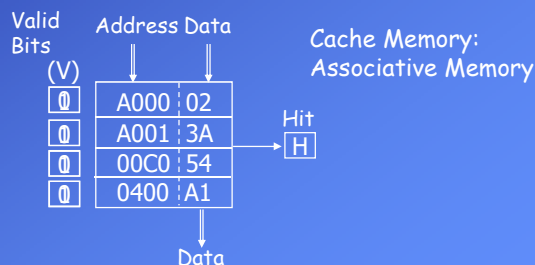 Valid
Bits
(V)
Address Data
Cache Memory:
Associative Memory
A000 02
A001 3A
00C0 54
0400 A1
Hit
H
Data